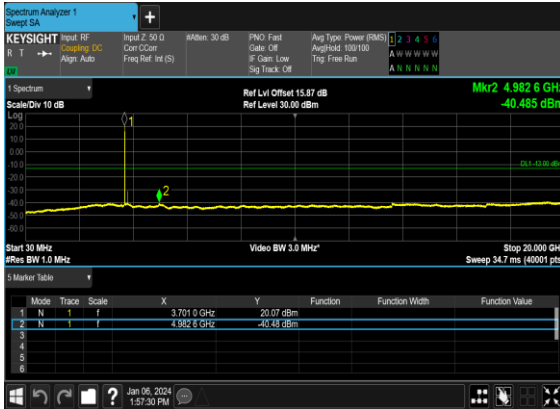 Spectrum Analyzer 1
Swept SA
+
KEYSIGHT Input: RF Input Z: 50 Ω #Atten: 30 dB PNO: Fast Avg Type: Power (RMS) 1 2 3 4 5 6
R T Coupling: DC Corr CCorr Gate: Off Avg|Hold: 100/100 A W W W W W
Align: Auto Freq Ref: Int (S) IF Gain: Low Trig: Free Run
Sig Track: Off A N N N N N
1 Spectrum Ref Lvl Offset 15.87 dB Mkr2 4.982 6 GHz
Scale/Div 10 dB Ref Level 30.00 dBm -40.485 dBm
Log
20.0
10.0
0.00
-10.0
-20.0
-30.0
-40.0
-50.0
-60.0
1
DL1 -13.00 dBm
2
Start 30 MHz Video BW 3.0 MHz* Stop 20.000 GH
#Res BW 1.0 MHz Sweep 34.7 ms (40001 pts
5 Marker Table
Mode Trace Scale X Y Function Function Width Function Value
1 N 1 f 3.701 0 GHz 20.07 dBm
2 N 1 f 4.982 6 GHz -40.48 dBm
3
4
5
6
? Jan 06, 2024
1:57:30 PM